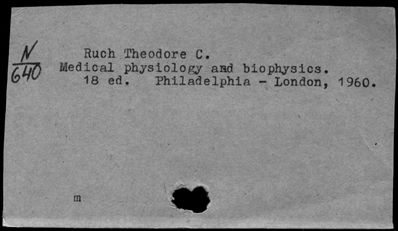 N
640
Ruch Theodore C.
Medical physiology and biophysics.
18 ed. Philadelphia - London, 1960.
m